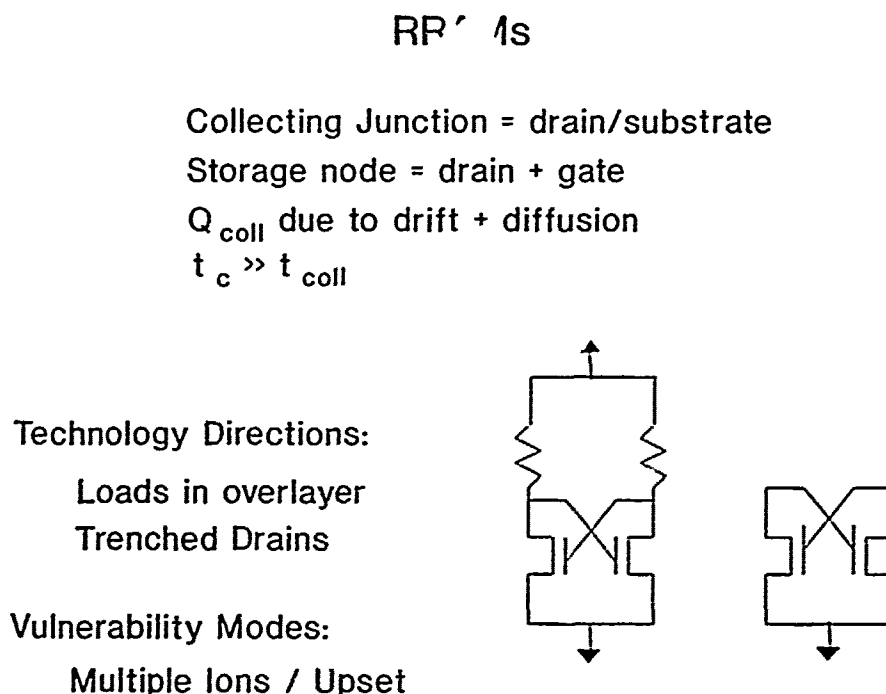 Collecting Junction = drain/substrate
Storage node = drain + gate
Q coll due to drift + diffusion
t c >> t coll
Technology Directions:
Loads in overlayer
Trenched Drains
Vulnerability Modes:
Multiple Ions / Upset